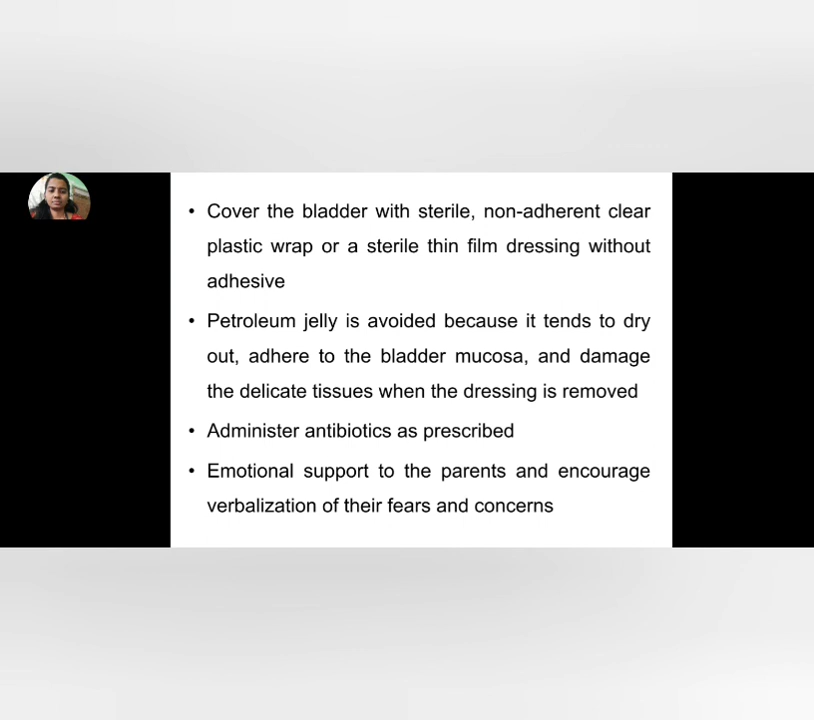 • Cover the bladder with sterile, non-adherent clear
plastic wrap or a sterile thin film dressing without
adhesive
• Petroleum jelly is avoided because it tends to dry
out, adhere to the bladder mucosa, and damage
the delicate tissues when the dressing is removed
• Administer antibiotics as prescribed
• Emotional support to the parents and encourage
verbalization of their fears and concerns